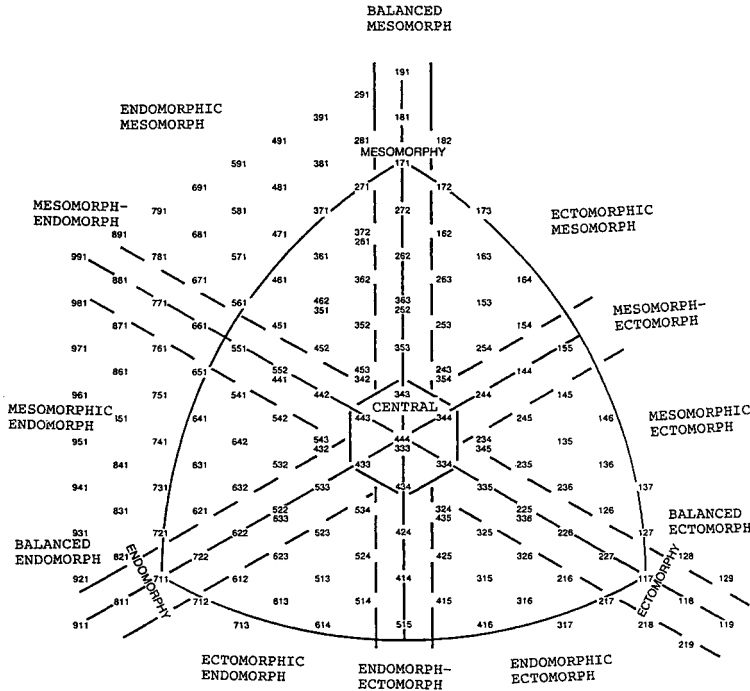 BALANCED
MESOMORPH
191
291
ENDOMORPHIC
MESOMORPH
391 181
491 281 182
MESOMORPHY
591 381 171
691 481 271 172
MESOMORPH-
ENDOMORPH
791 581 371 272 173
ECTOMORPHIC
MESOMORPH
891 681 471 372 162
261
991 781 571 361 262 163
881 671 461 362 263 164
981 771 561 462 363 153
351 252
MESOMORPH-
ECTOMORPH
871 661 451 352 253 154
971 761 551 452 353 254 155
861 651 552 453 243 144
441 342 354
961 751 541 442 343 244 145
MESOMORPHIC
ENDOMORPH
CENTRAL
MESOMORPHIC
ECTOMORPH
851 641 542 443 344 245 146
951 741 642 543 444 234 135
432 333 345
841 631 532 433 334 235 136
941 731 632 533 434 335 236 137
831 621 522 534 324 225 126
633 435 336
931 721 622 523 424 325 226 127
BALANCED
ENDOMORPH
BALANCED
ECTOMORPH
821 722 623 524 425 326 227 128
ENDOMORPHY
ECTOMORPHY
921 711 612 513 414 315 216 117 129
811 712 613 514 415 316 217 118
911 713 614 515 416 317 218 119
219
ECTOMORPHIC
ENDOMORPH
ENDOMORPH-
ECTOMORPH
ENDOMORPHIC
ECTOMORPH